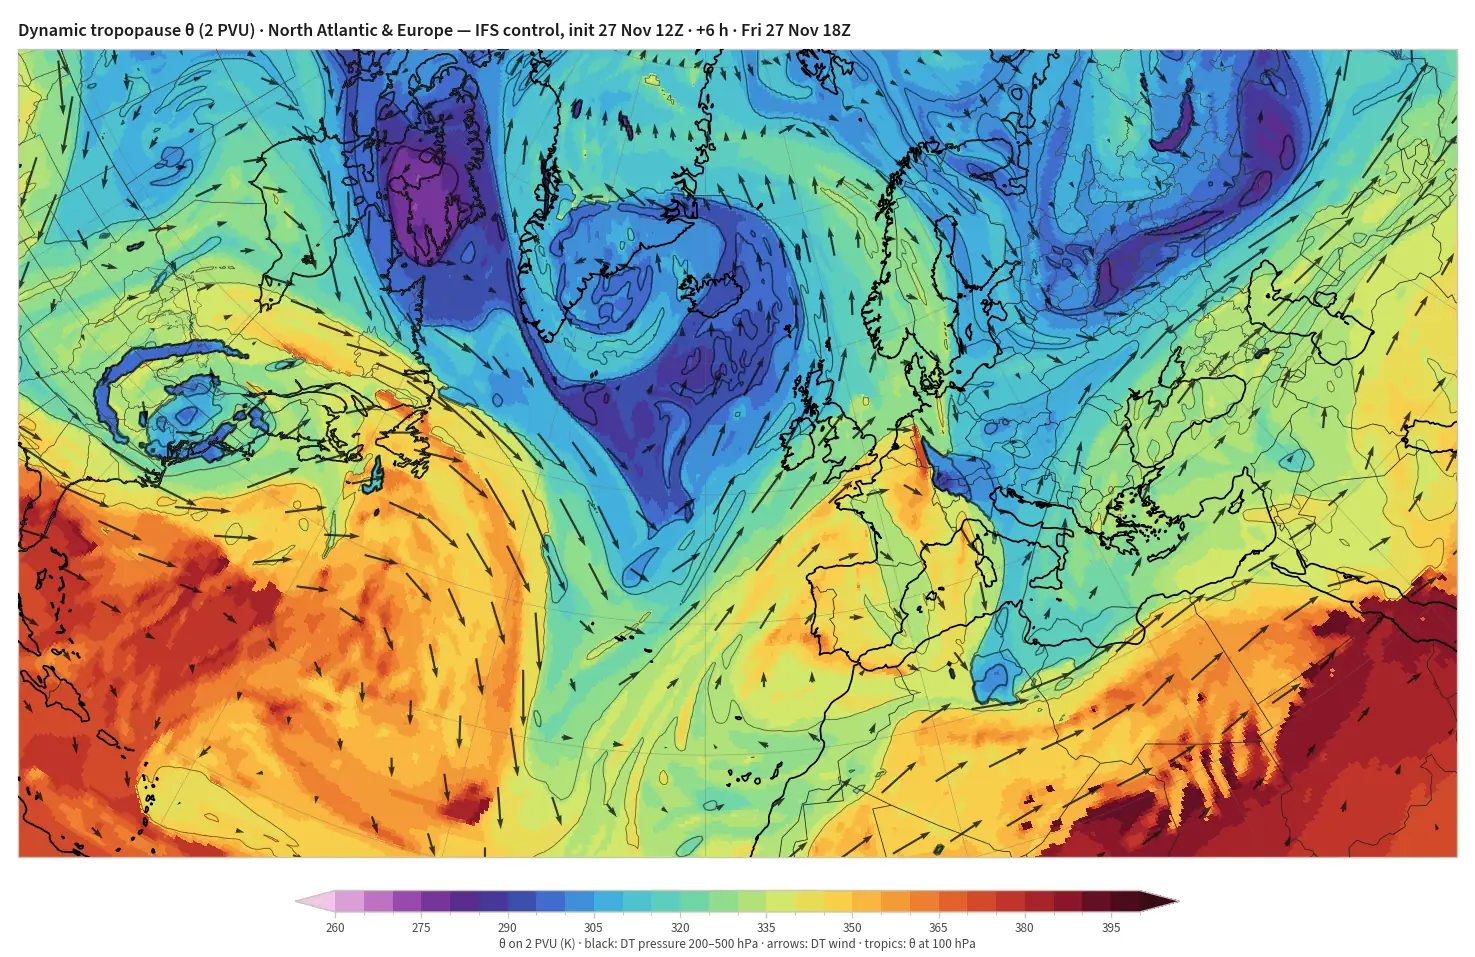 Dynamic tropopause θ (2 PVU) · North Atlantic & Europe — IFS control, init 27 Nov 12Z · +6 h · Fri 27 Nov 18Z
260 275 290 305 320 335 350 365 380 395
θ on 2 PVU (K) · black: DT pressure 200–500 hPa · arrows: DT wind · tropics: θ at 100 hPa